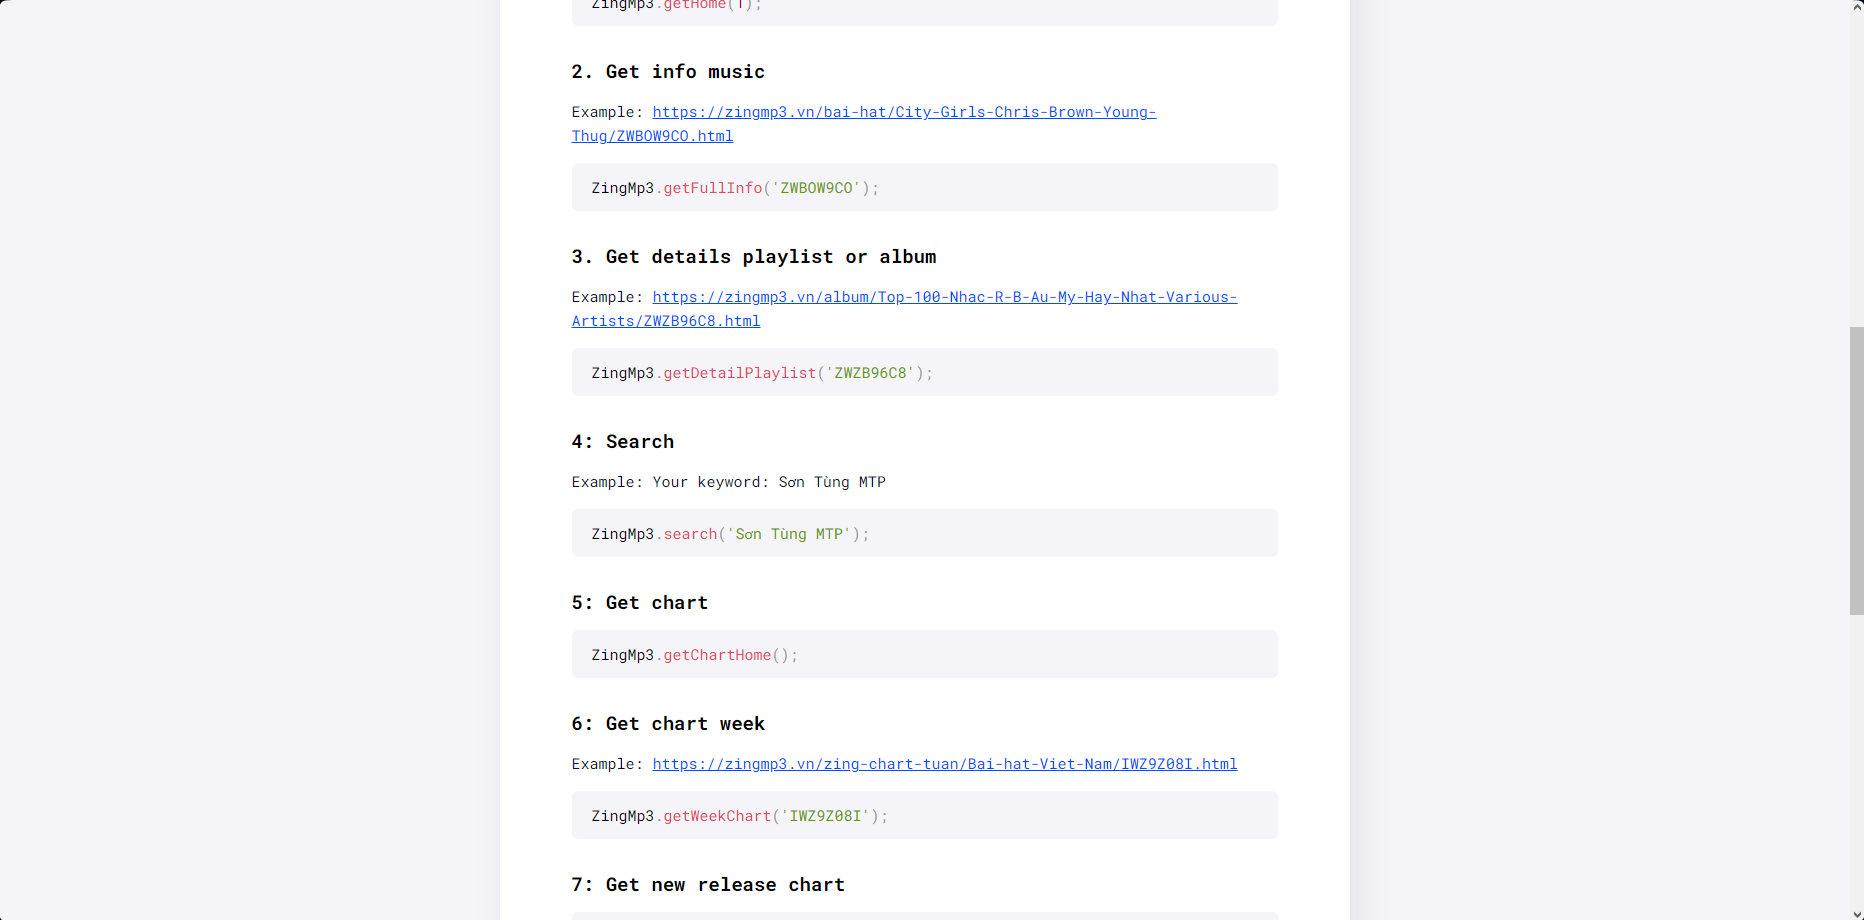 ZingMp3.getHome(1);
2. Get info music
Example: https://zingmp3.vn/bai-hat/City-Girls-Chris-Brown-Young-
Thug/ZWBOW9CO.html
ZingMp3.getFullInfo('ZWBOW9CO');
3. Get details playlist or album
Example: https://zingmp3.vn/album/Top-100-Nhac-R-B-Au-My-Hay-Nhat-Various-
Artists/ZWZB96C8.html
ZingMp3.getDetailPlaylist('ZWZB96C8');
4: Search
Example: Your keyword: Sơn Tùng MTP
ZingMp3.search('Sơn Tùng MTP');
5: Get chart
ZingMp3.getChartHome();
6: Get chart week
Example: https://zingmp3.vn/zing-chart-tuan/Bai-hat-Viet-Nam/IWZ9Z08I.html
ZingMp3.getWeekChart('IWZ9Z08I');
7: Get new release chart